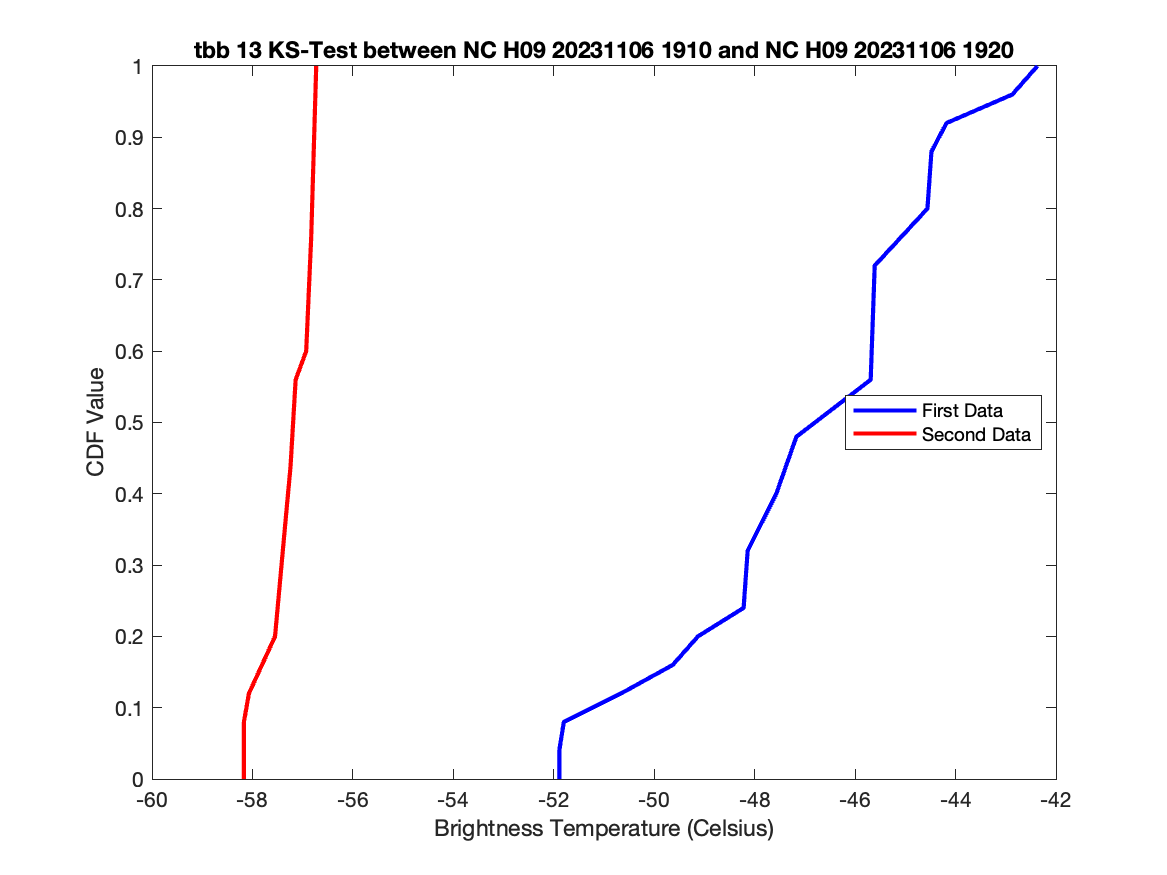 tbb 13 KS-Test between NC H09 20231106 1910 and NC H09 20231106 1920
1
0.9
0.8
0.7
0.6
0.5
0.4
0.3
0.2
0.1
0
CDF Value
First Data
Second Data
-60 -58 -56 -54 -52 -50 -48 -46 -44 -42
Brightness Temperature (Celsius)